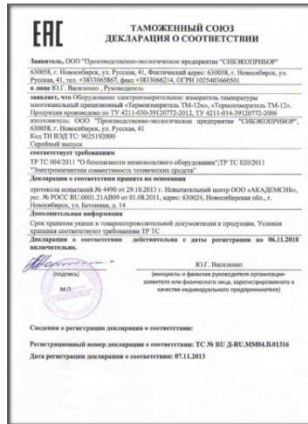 ЕАС
ТАМОЖЕННЫЙ СОЮЗ
ДЕКЛАРАЦИЯ О СООТВЕТСТВИИ
Заявитель, ООО "Производственно-экологическое предприятие "СИБЭКОПРИБОР"
630058, г. Новосибирск, ул. Русская, 41, Фактический адрес: 630058, г. Новосибирск, ул.
Русская, 41, тел. +3833065867, факс +3833066214, ОГРН
в лице Ю.Г. Василенко , Руководитель
заявляет, что Оборудование электроизмерительное: измеритель температуры
многоканальный прецизионный «Термоизмеритель ТМ-12м», «Термоизмеритель ТМ-12».
Продукция изготовлена по ТУ 4211-030-39120772-2012, ТУ 4211-014-39120772-2006
изготовитель: ООО "Производственно-экологическое предприятие "СИБЭКОПРИБОР".
630058, г. Новосибирск, ул. Русская, 41
Код ТН ВЭД ТС: 9025192000
Серийный выпуск
соответствует требованиям
ТР ТС 004/2011 "О безопасности низковольтного оборудования";ТР ТС 020/2011
"Электромагнитная совместимость технических средств"
Декларация о соответствии принята на основании
протокола испытаний № 4490 от 29.10.2013 г. Испытательный центр ООО «АКАДЕМСИБ»,
рег. № РОСС RU.0001.21АВ09 от 01.08.2011, адрес: 630024, Новосибирская обл., г.
Новосибирск, ул. Бетонная, д. 14
Дополнительная информация
Срок хранения указан в товаросопроводительной документации к продукции. Условия
хранения соответствуют требованиям ТР ТС
Декларация о соответствии действительна с даты регистрации по 06.11.2018
включительно.
Ю.Г. Василенко
(подпись)
(инициалы и фамилия руководителя организации-
заявителя или физического лица, зарегистрированного в
качестве индивидуального предпринимателя)
М.П.
Сведения о регистрации декларации о соответствии:
Регистрационный номер декларации о соответствии: ТС № RU Д-RU.ММ04.В.01316
Дата регистрации декларации о соответствии: 07.11.2013